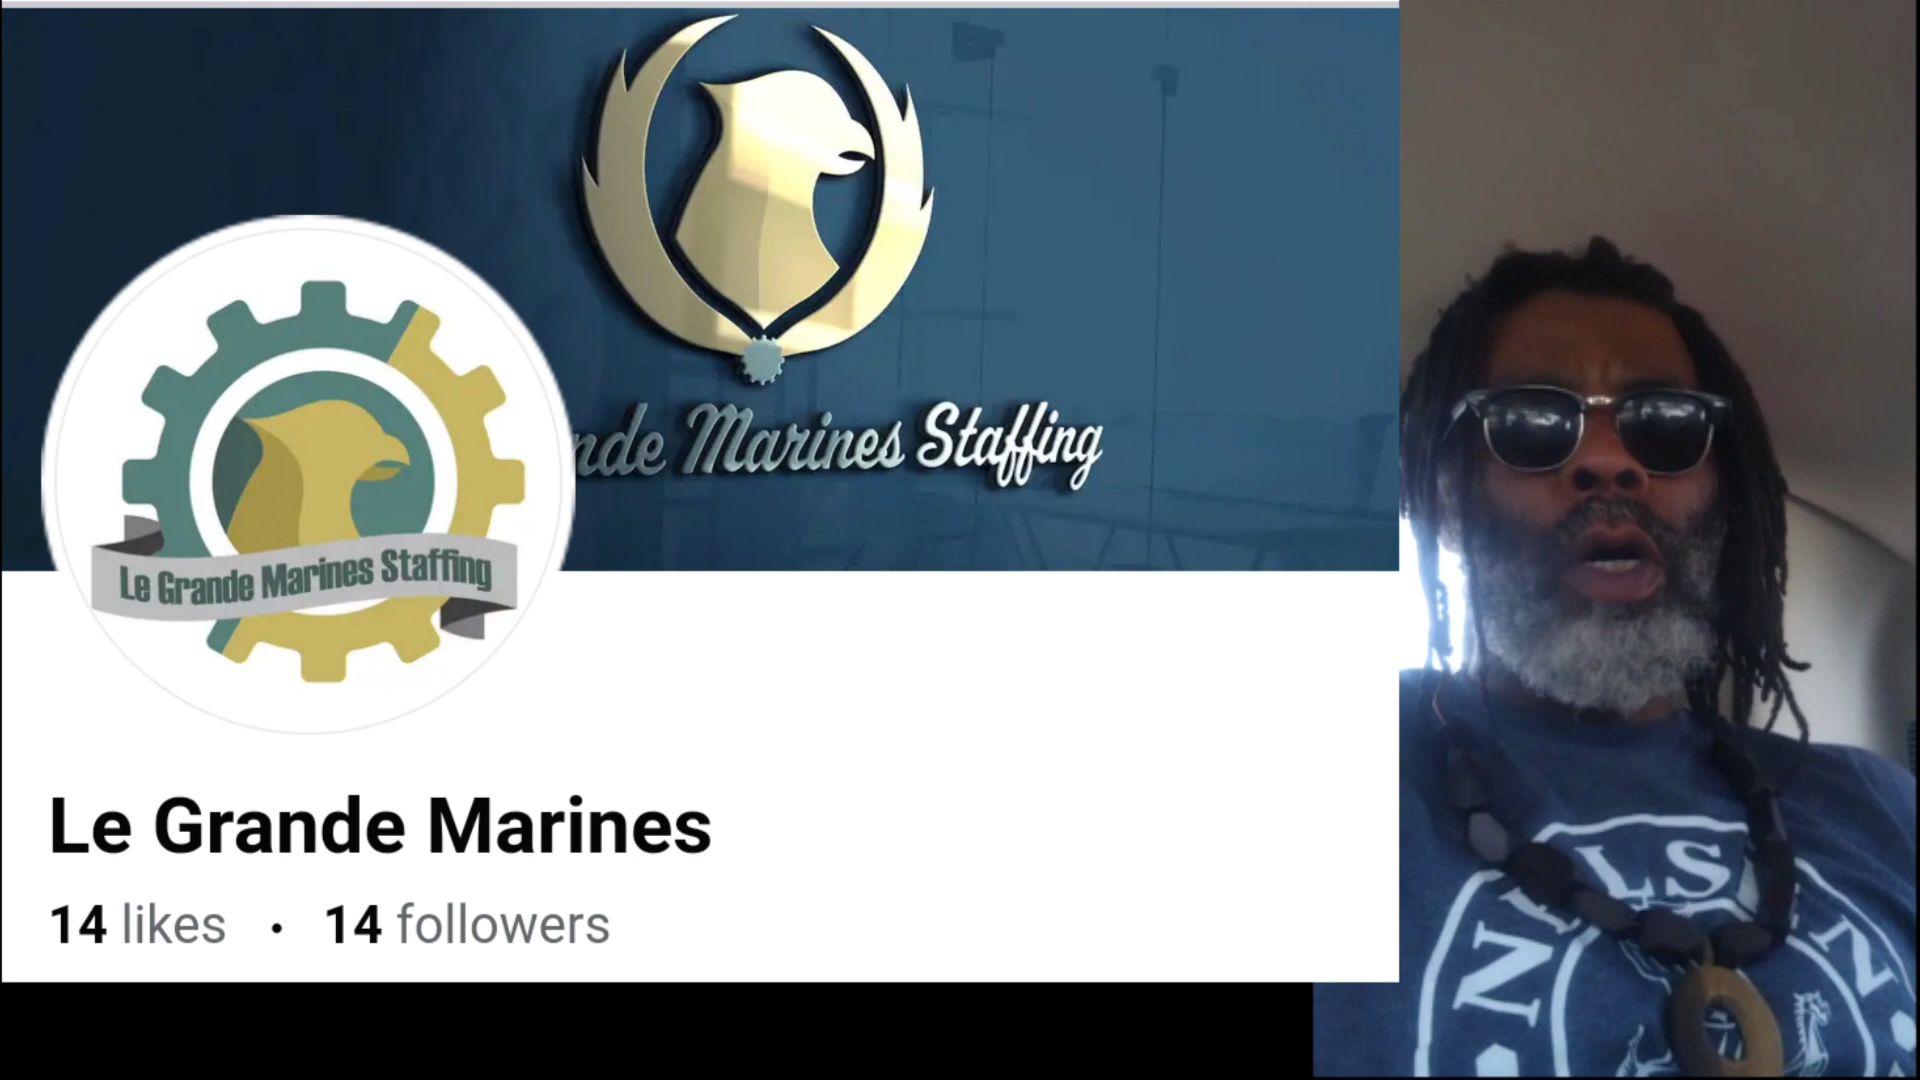 nde Marines Staffing
Le Grande Marines Staffing
Le Grande Marines
14 likes • 14 followers